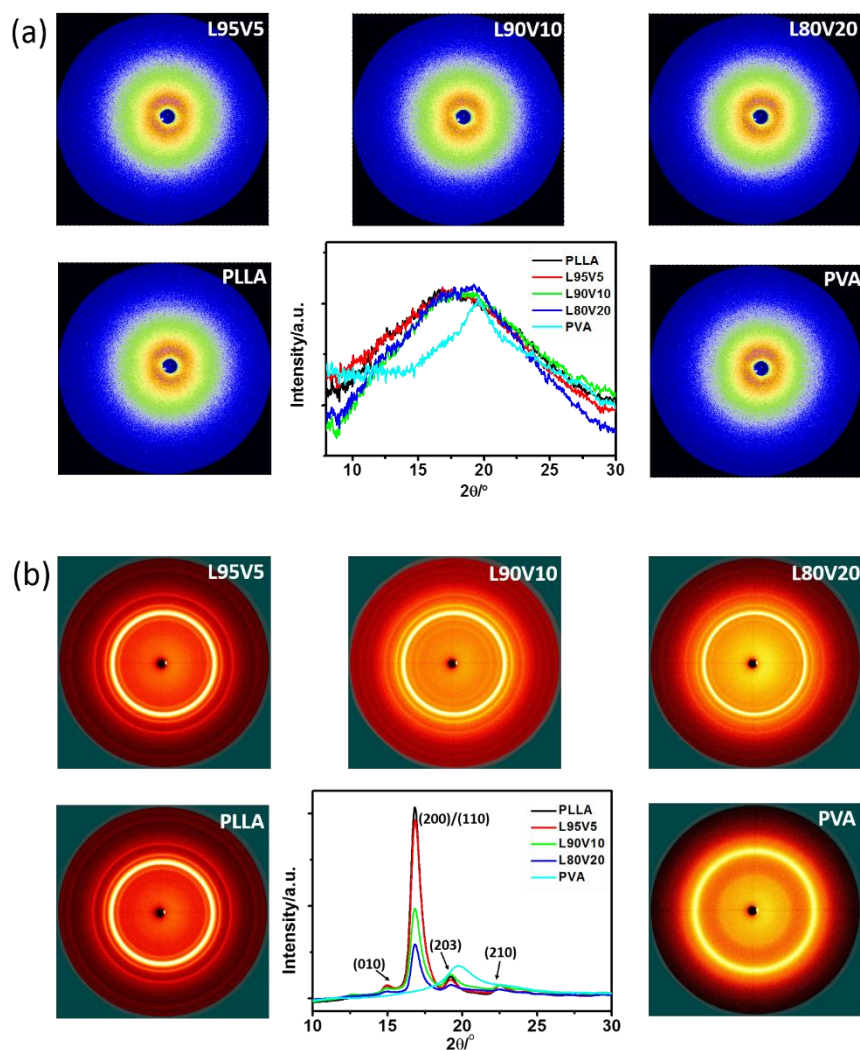 (a)
L95V5
L90V10
L80V20
PLLA
PVA
Intensity/a.u.
PLLA
L95V5
L90V10
L80V20
PVA
10 15 20 25 30
2θ/°
(b)
L95V5
L90V10
L80V20
PLLA
PVA
Intensity/a.u.
(200)/(110)
(010)
(203)
(210)
PLLA
L95V5
L90V10
L80V20
PVA
10 15 20 25 30
2θ/°